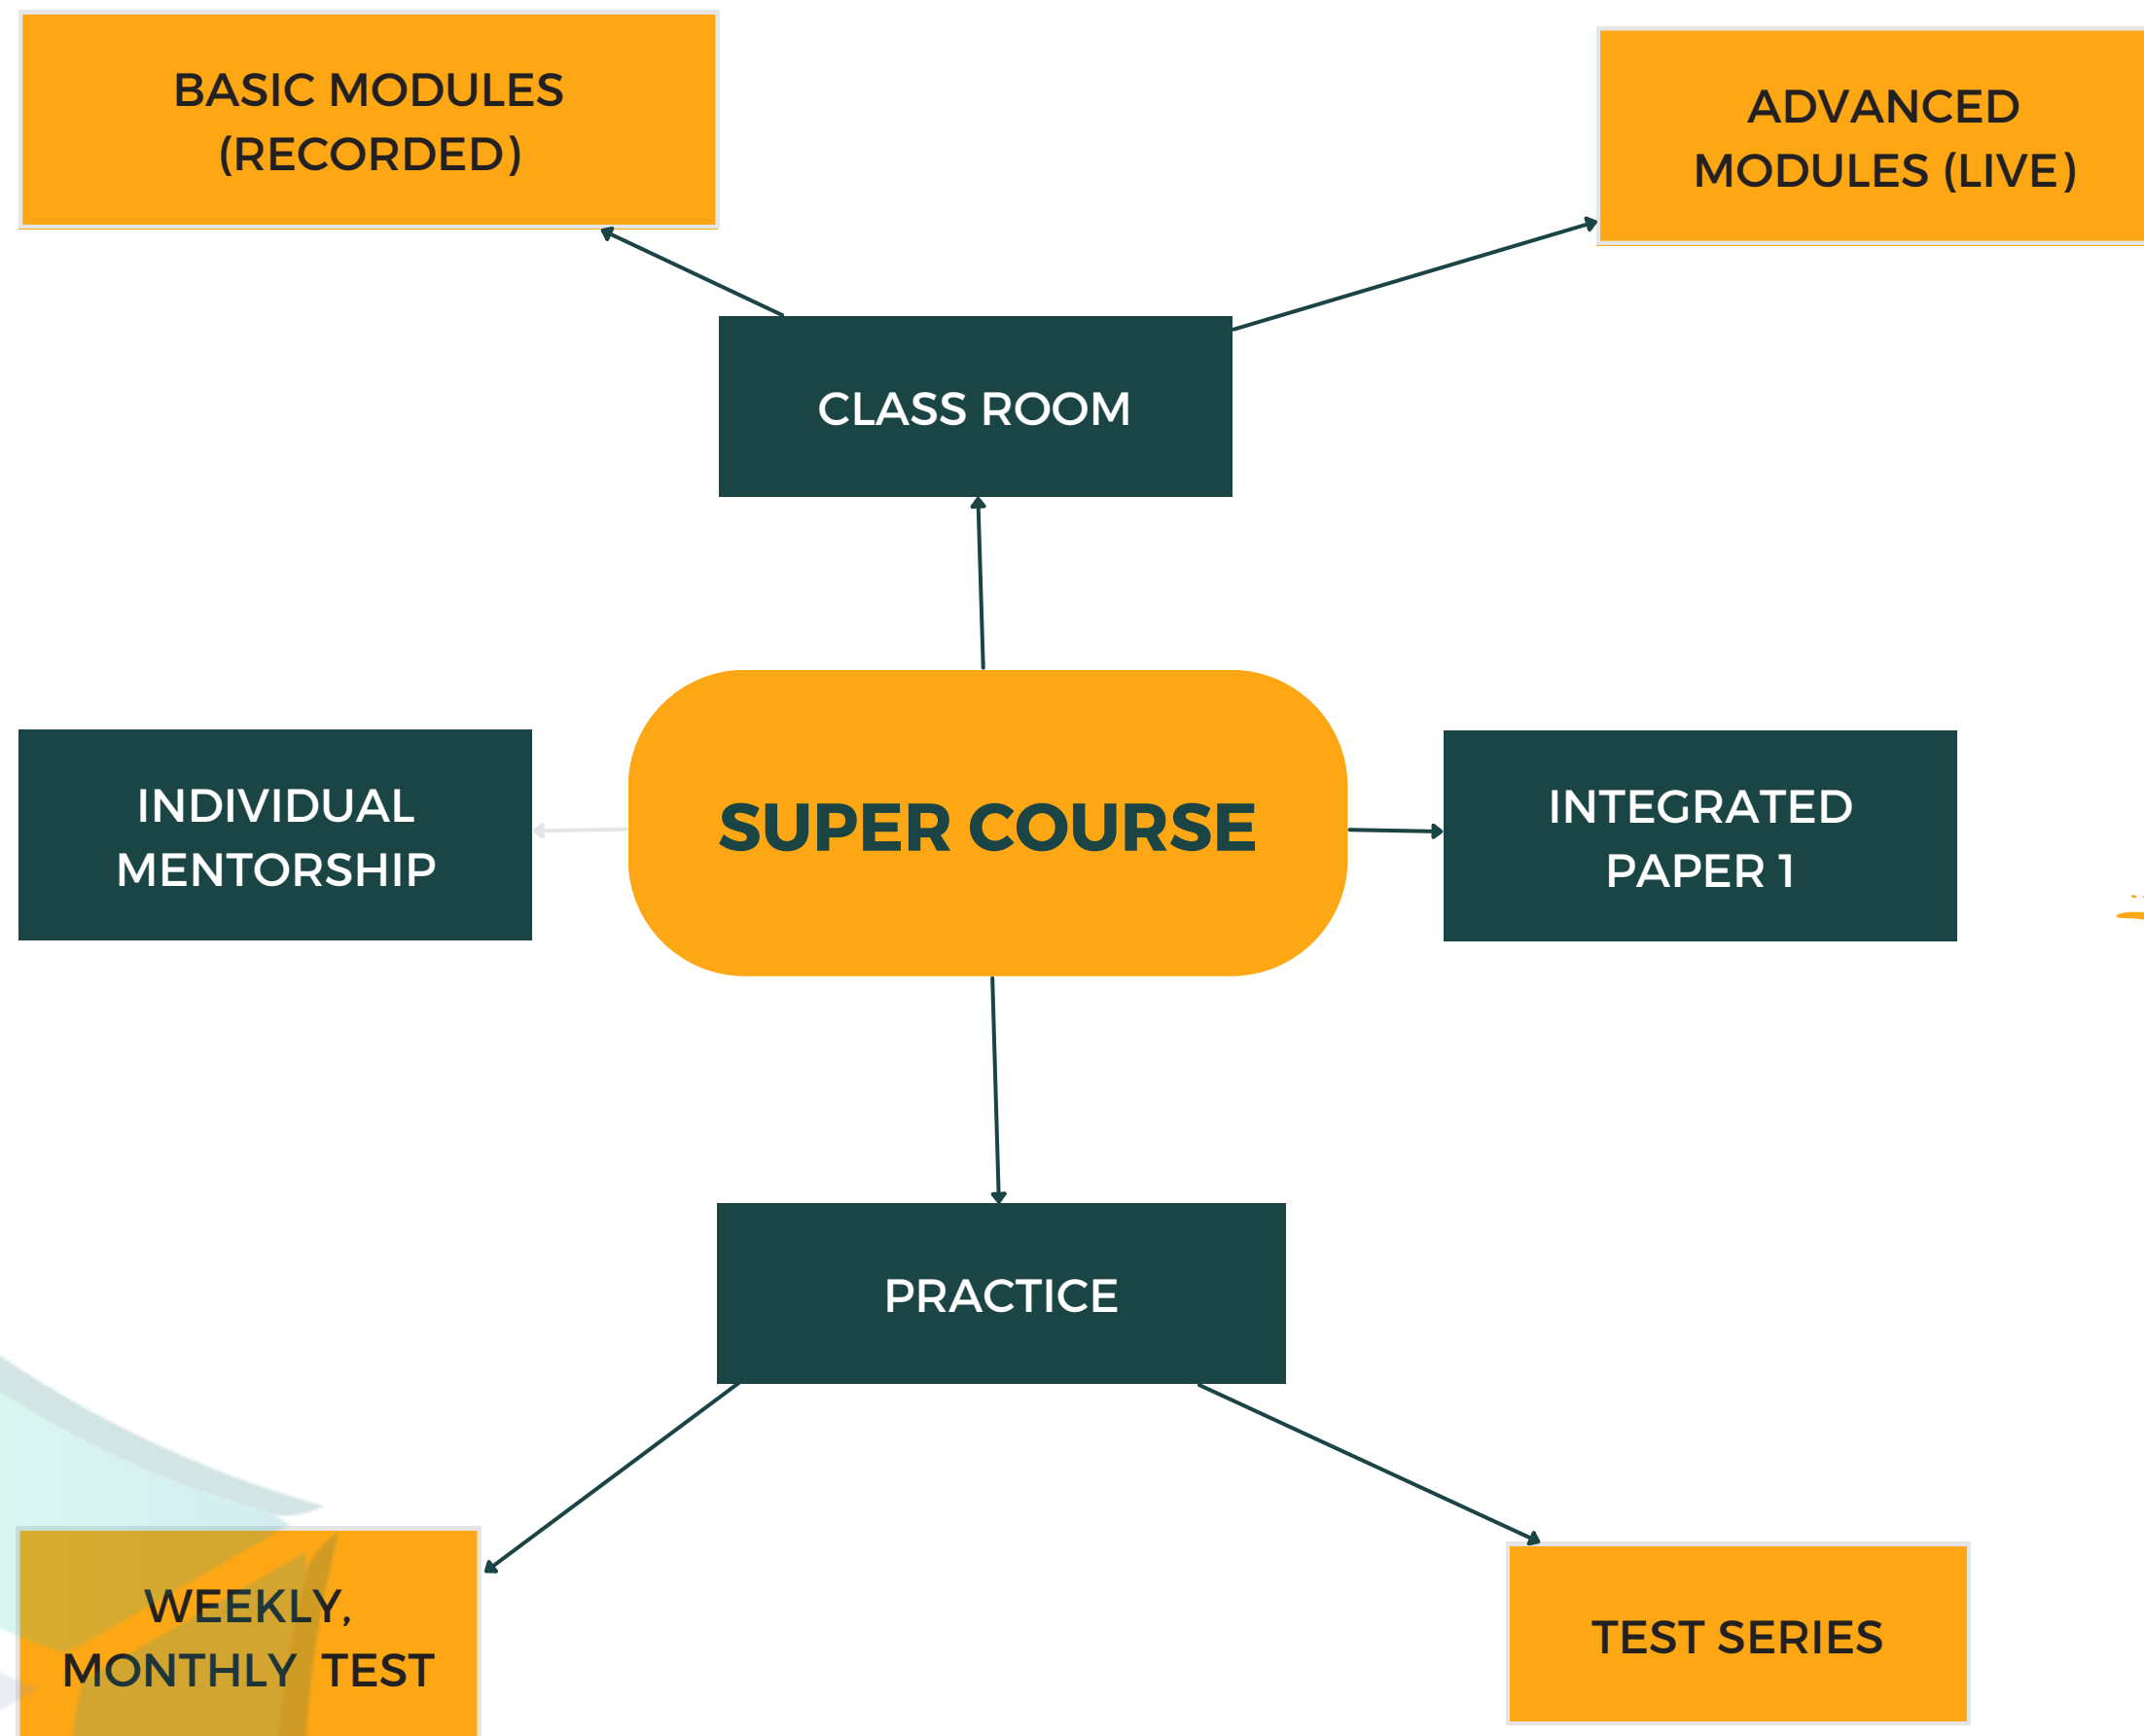 BASIC MODULES
(RECORDED)
ADVANCED
MODULES (LIVE)
CLASS ROOM
INDIVIDUAL
MENTORSHIP
SUPER COURSE
INTEGRATED
PAPER 1
PRACTICE
WEEKLY,
MONTHLY TEST
TEST SERIES